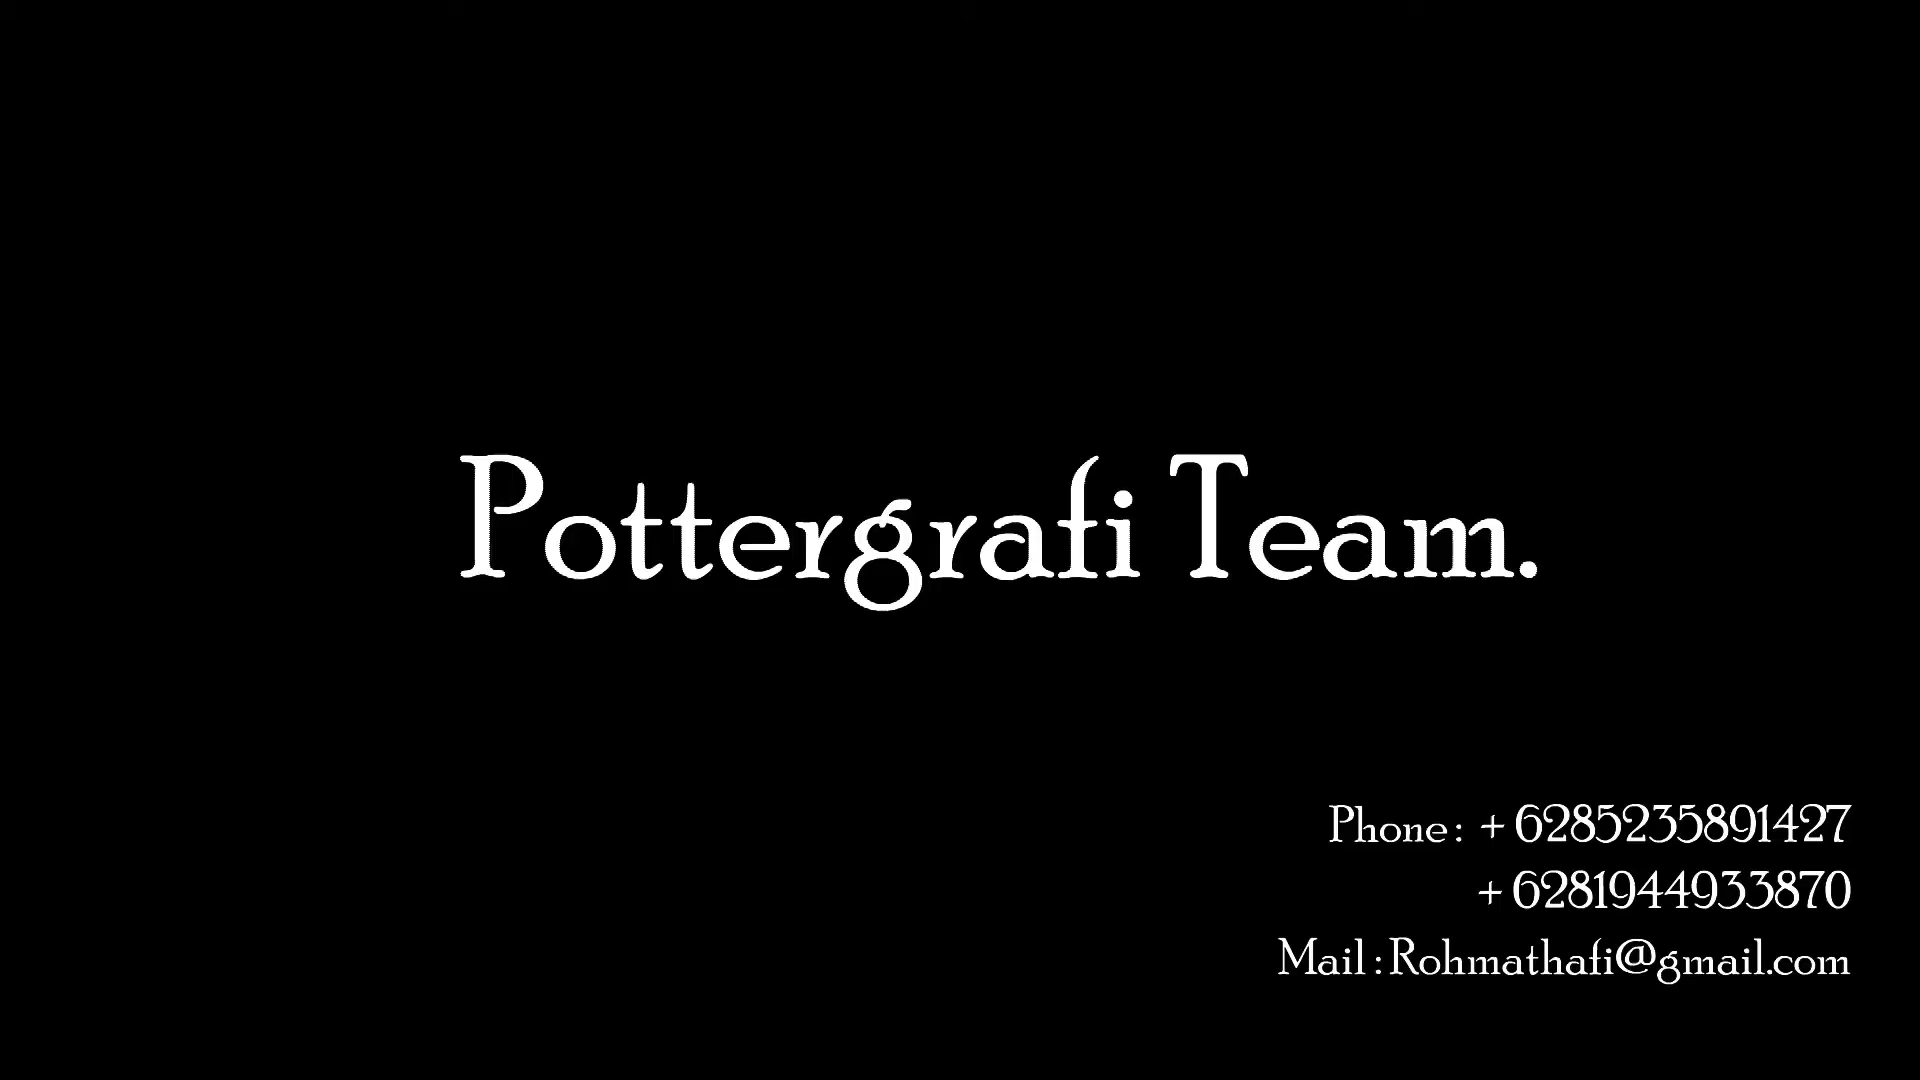 Pottergrafi Team.
Phone : +6285235891427
+6281944933870
Mail : Rohmathafi@gmail.com